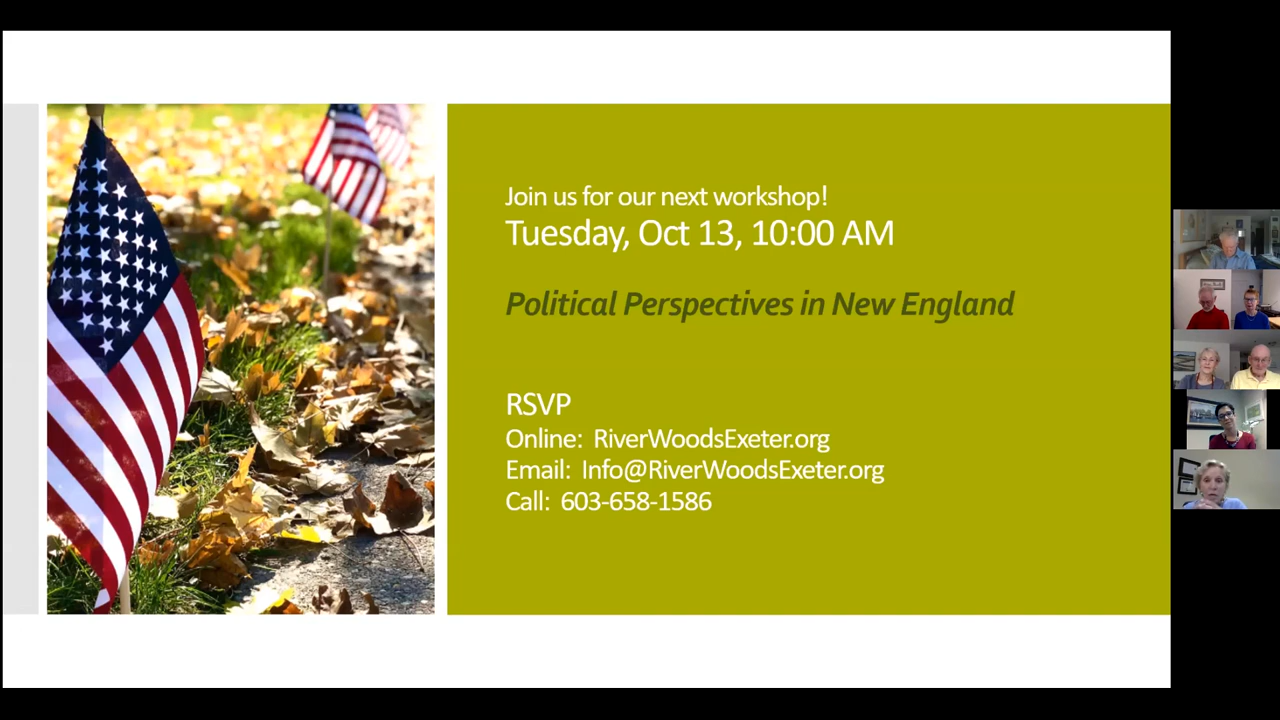 Join us for our next workshop!
Tuesday, Oct 13, 10:00 AM
Political Perspectives in New England
RSVP
Online: RiverWoodsExeter.org
Email: Info@RiverWoodsExeter.org
Call: 603-658-1586